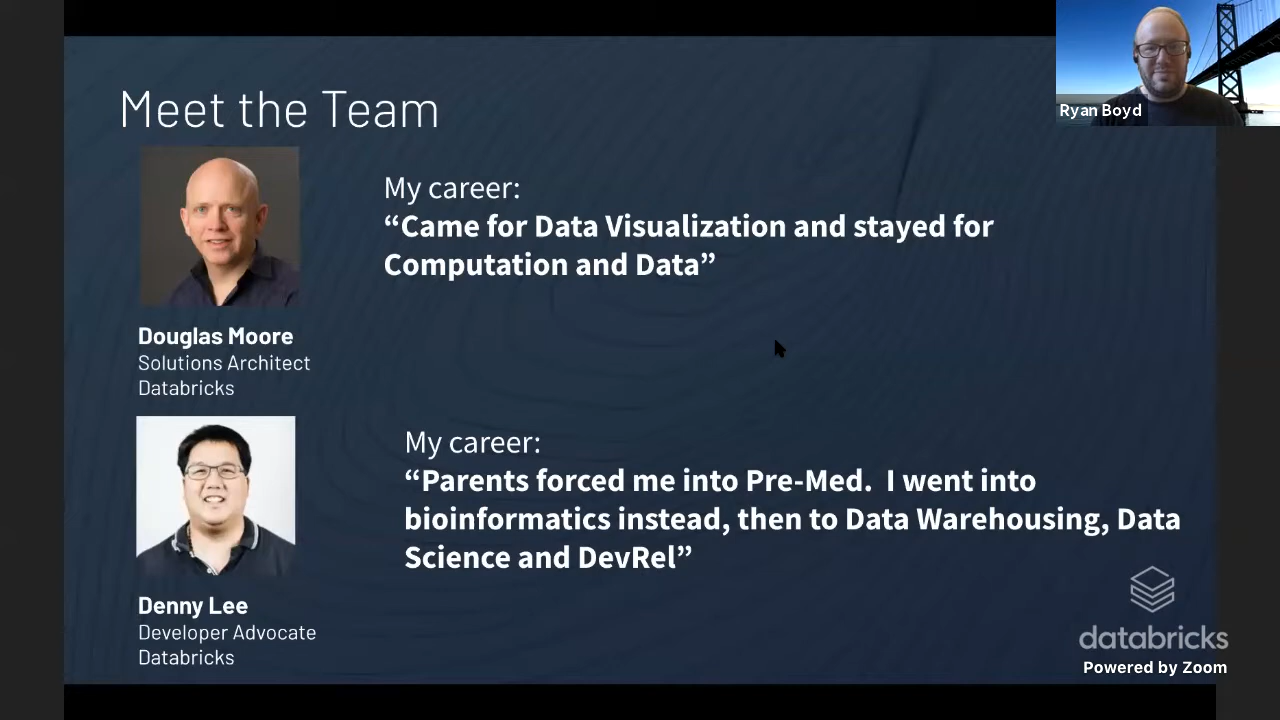 Meet the Team
Ryan Boyd
My career:
“Came for Data Visualization and stayed for
Computation and Data”
Douglas Moore
Solutions Architect
Databricks
My career:
“Parents forced me into Pre-Med.  I went into
bioinformatics instead, then to Data Warehousing, Data
Science and DevRel”
Denny Lee
Developer Advocate
Databricks
databricks
Powered by Zoom